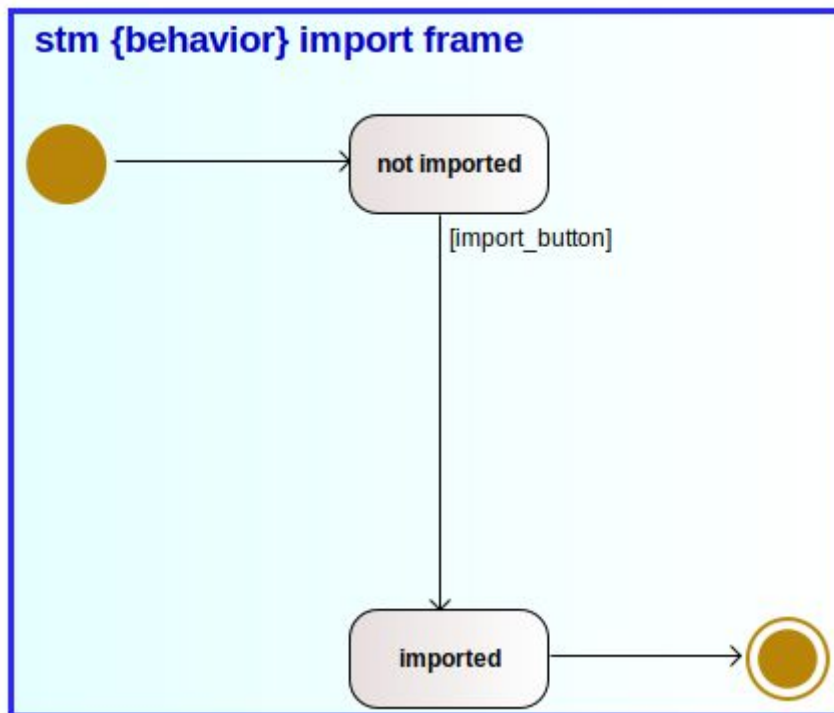 stm {behavior} import frame
not imported
[import_button]
imported